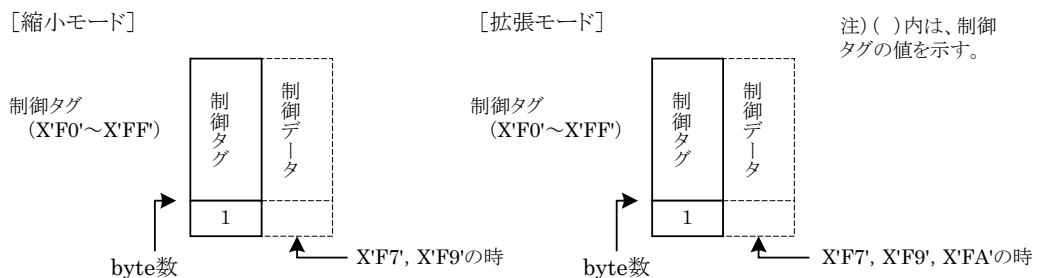 [縮小モード]
[拡張モード]
注)( )内は、制御
タグの値を示す。
制御タグ
(X'F0'～X'FF')
制御タグ
制御データ
1
byte数
X'F7', X'F9'の時
制御タグ
(X'F0'～X'FF')
制御タグ
制御データ
1
byte数
X'F7', X'F9', X'FA'の時